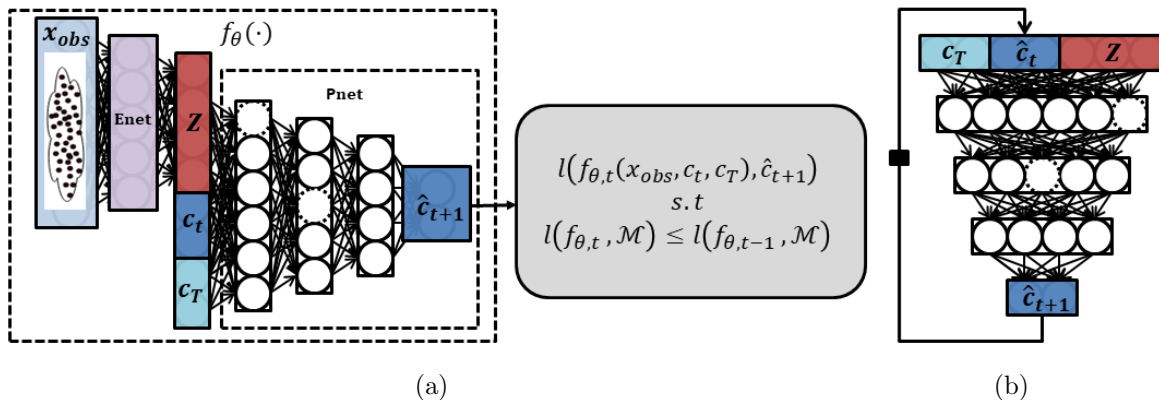 f_θ(·)
x_obs
Enet
Z
c_t
c_T
Pnet
ĉ_{t+1}
l(f_{θ,t}(x_obs, c_t, c_T), ĉ_{t+1})
s.t
l(f_{θ,t}, ℳ) ≤ l(f_{θ,t−1}, ℳ)
(a)
c_T ĉ_t Z
ĉ_{t+1}
(b)